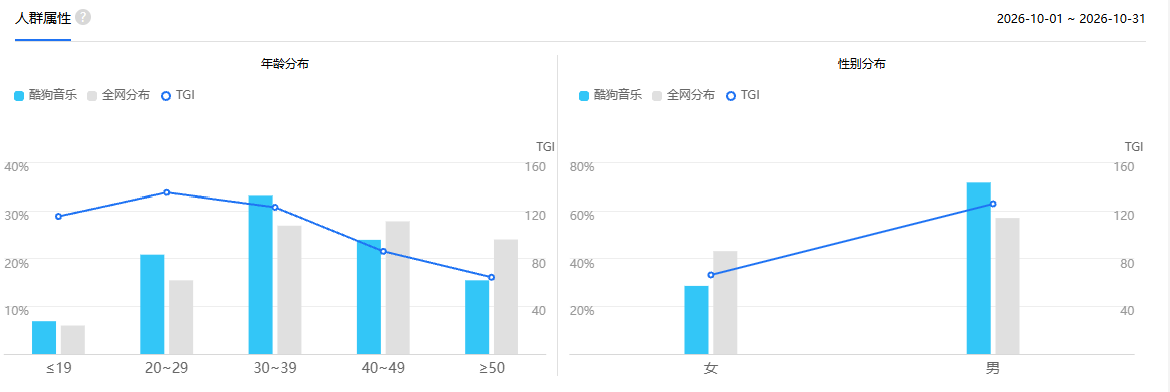 人群属性 ?
2026-10-01 ~ 2026-10-31
年龄分布
酷狗音乐 全网分布 TGI
TGI
40% 160
30% 120
20% 80
10% 40
≤19 20~29 30~39 40~49 ≥50
性别分布
酷狗音乐 全网分布 TGI
TGI
80% 160
60% 120
40% 80
20% 40
女 男